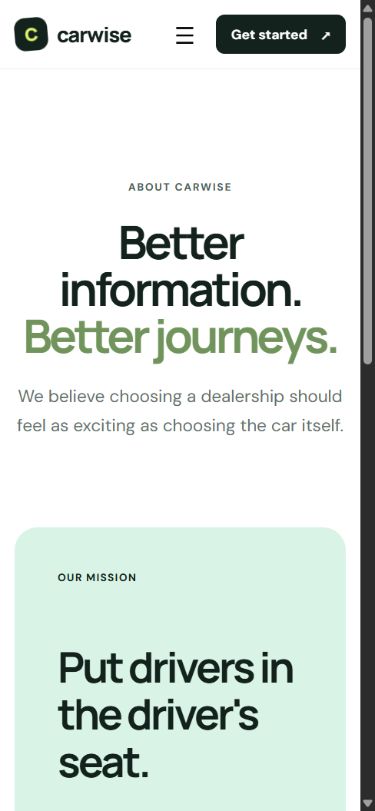 C carwise
Get started ↗
ABOUT CARWISE
Better
information.
Better journeys.
We believe choosing a dealership should
feel as exciting as choosing the car itself.
OUR MISSION
Put drivers in
the driver's
seat.